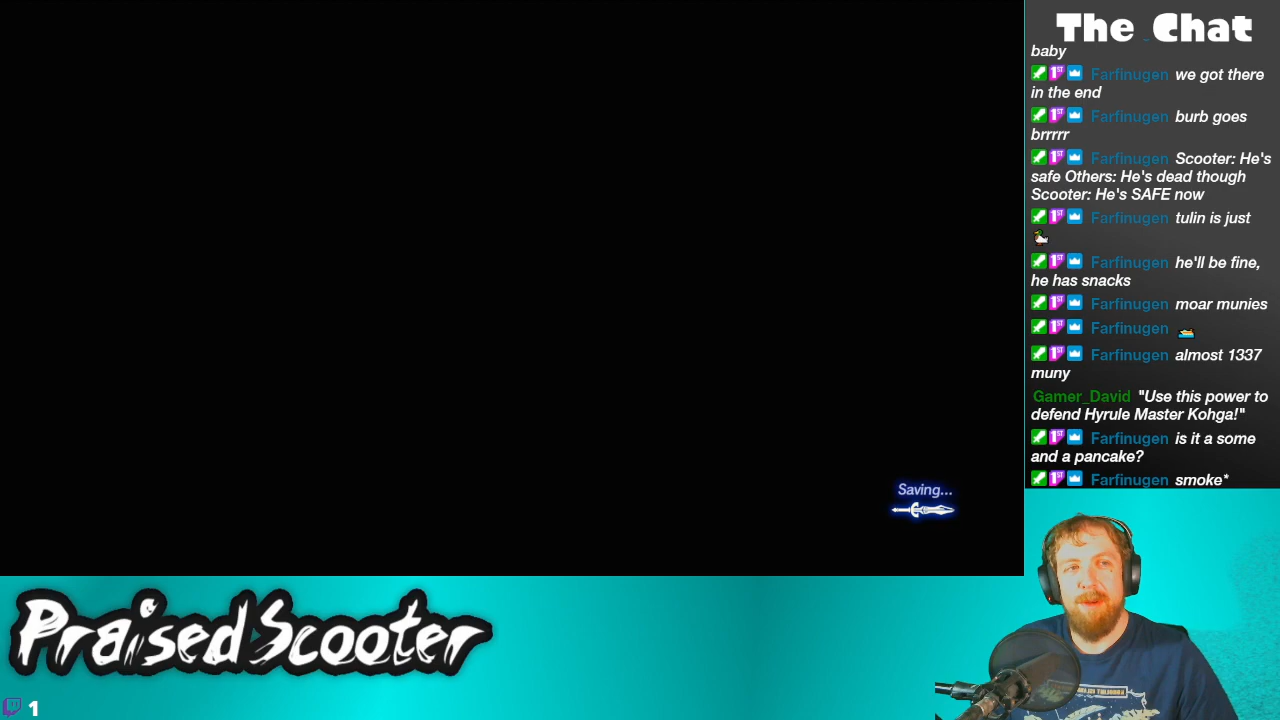 The Chat
baby
Farfinugen we got there
in the end
Farfinugen burb goes
brrrrr
Farfinugen Scooter: He's
safe Others: He's dead though
Scooter: He's SAFE now
Farfinugen tulin is just
Farfinugen he'll be fine,
he has snacks
Farfinugen moar munies
Farfinugen
Farfinugen almost 1337
muny
Gamer_David "Use this power to
defend Hyrule Master Kohga!"
Farfinugen is it a some
and a pancake?
Farfinugen smoke*
Saving...
PraisedScooter
1